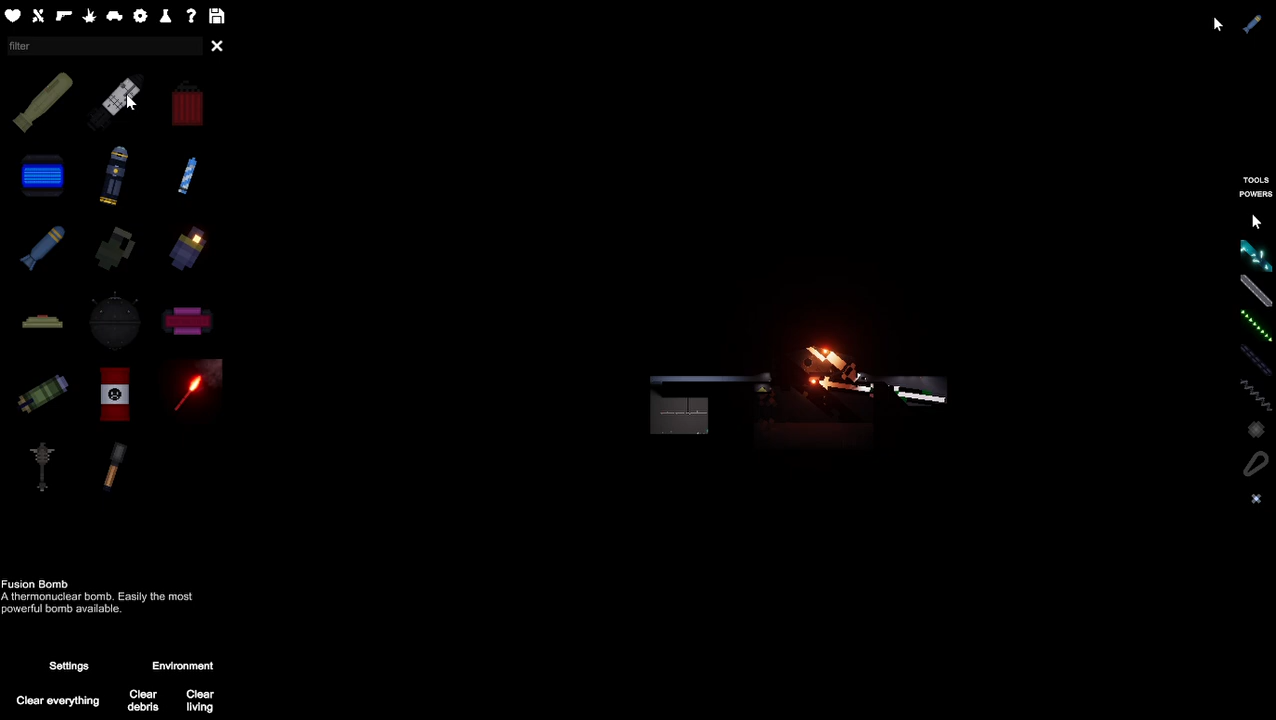 filter
TOOLS
POWERS
Fusion Bomb
A thermonuclear bomb. Easily the most
powerful bomb available.
Settings
Environment
Clear everything
Clear
debris
Clear
living